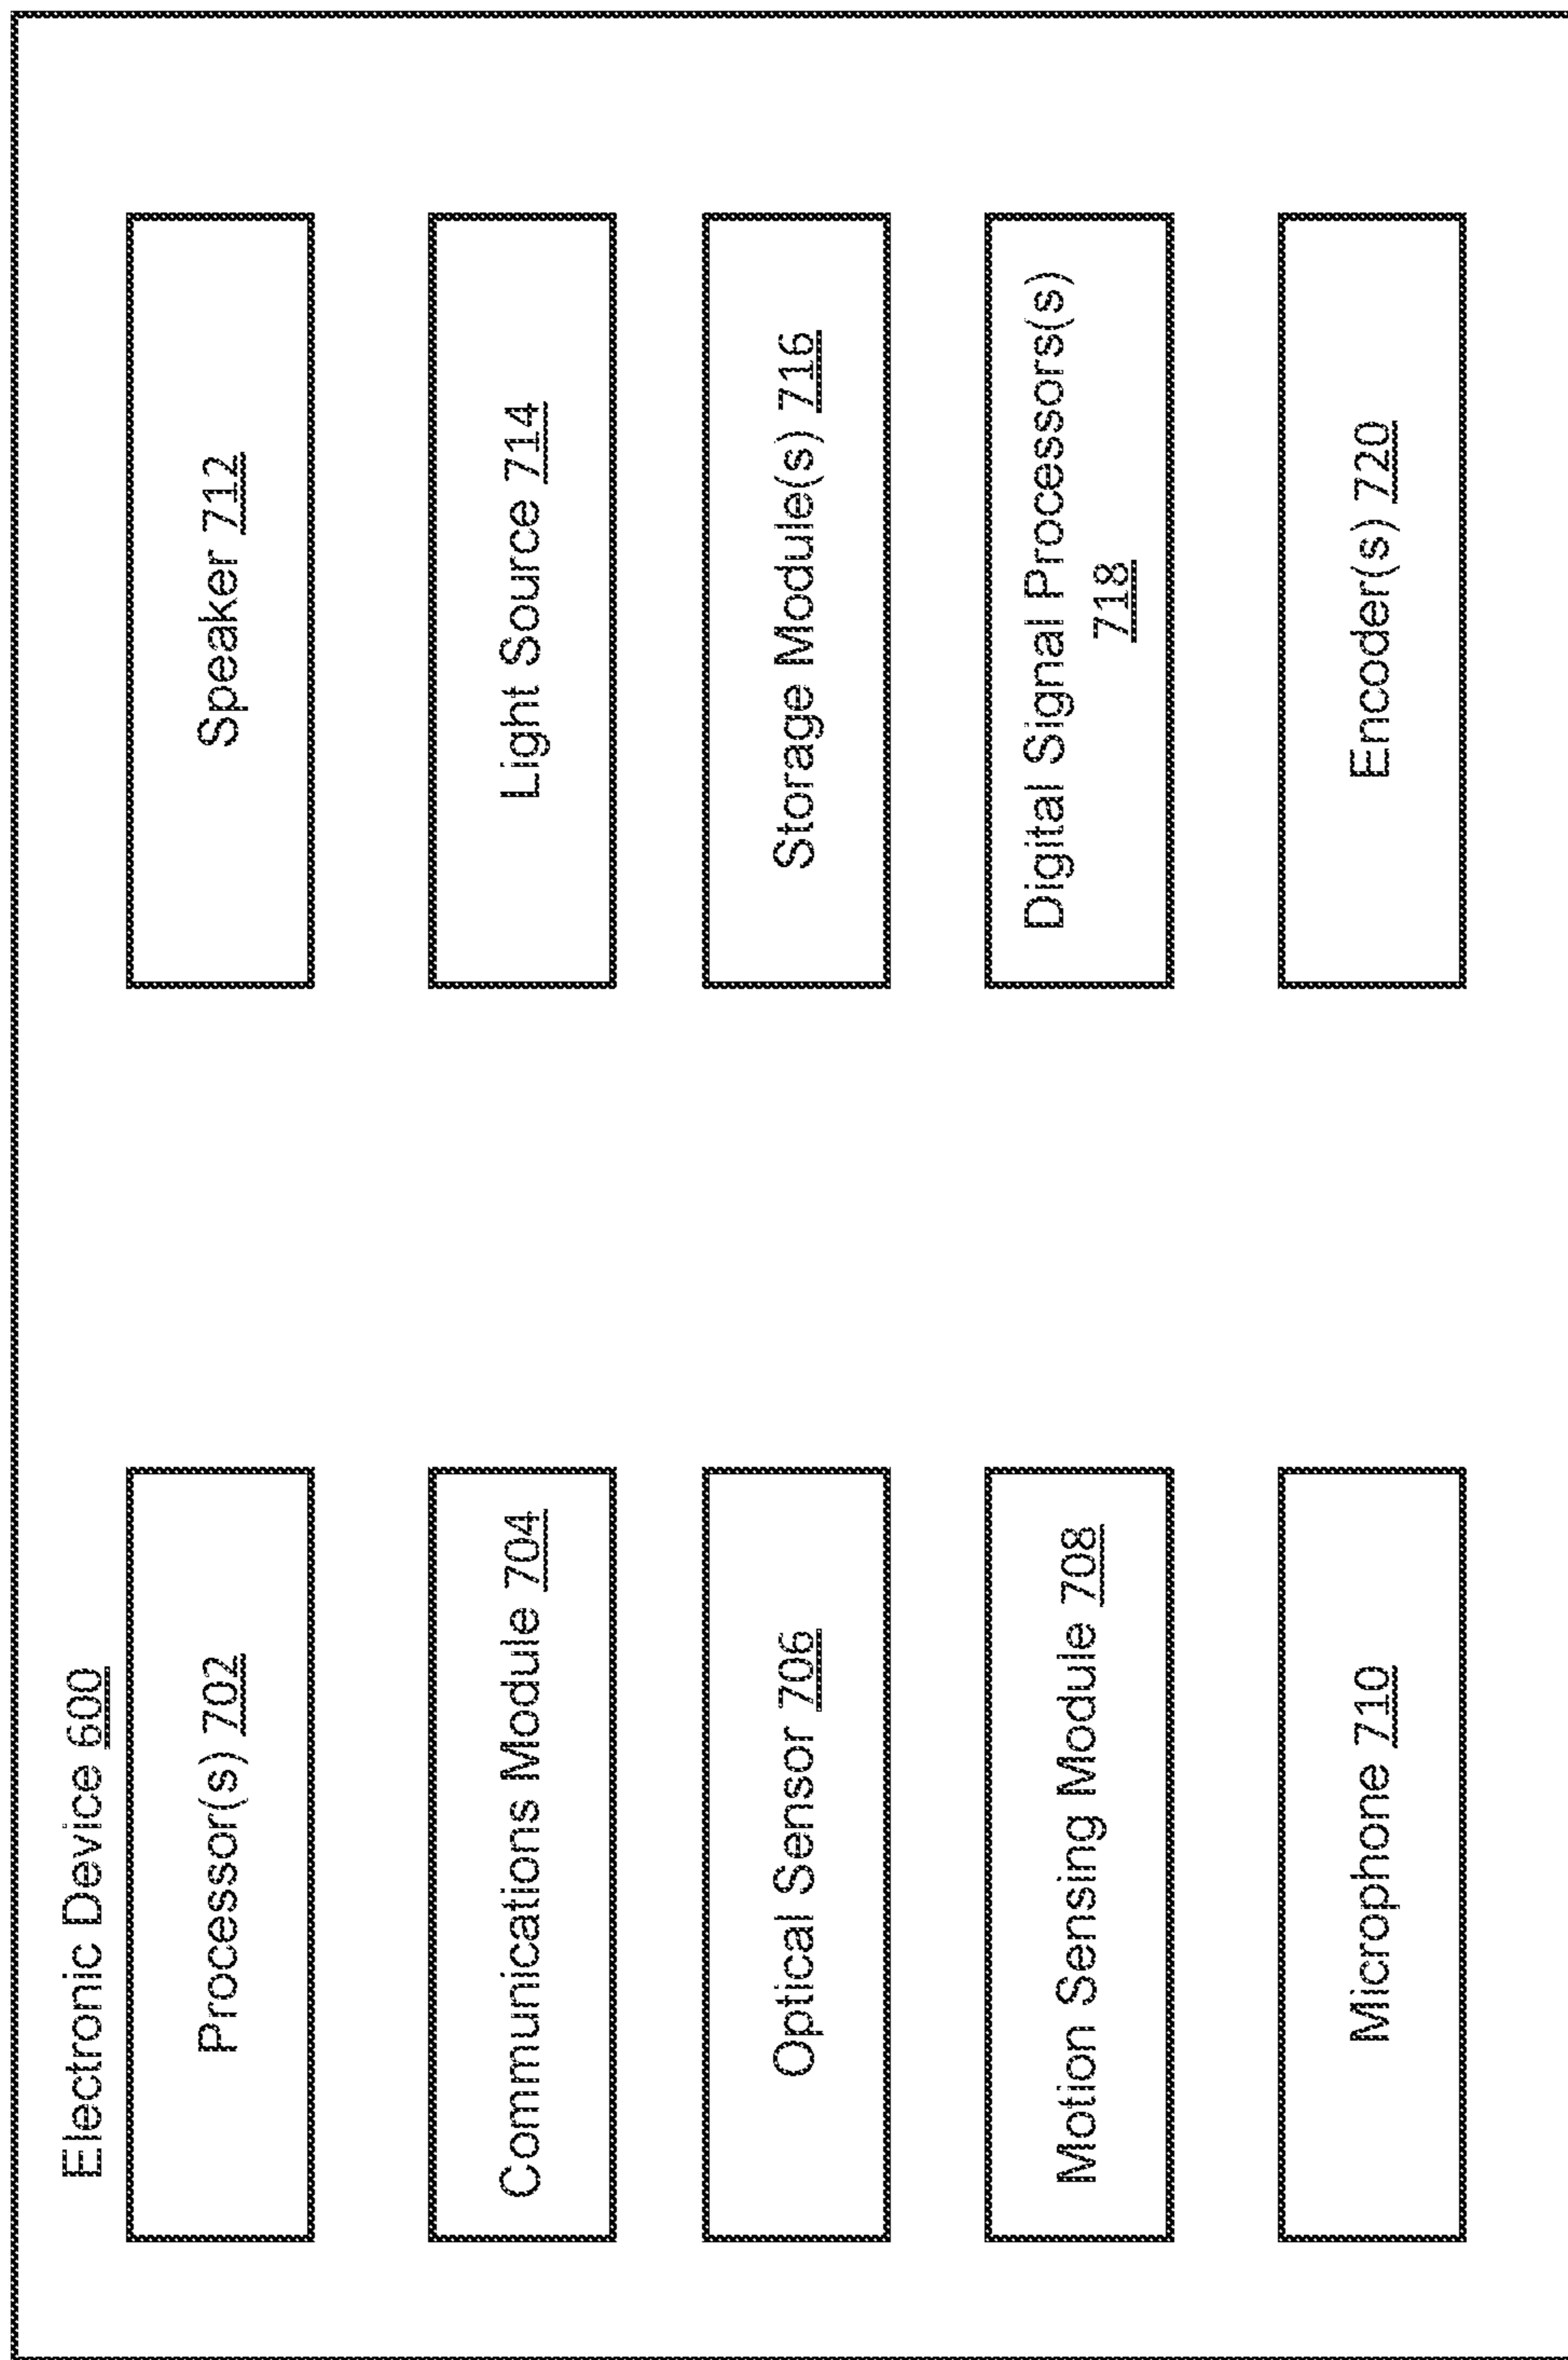 Electronic Device 600
Processor(s) 702
Communications Module 704
Optical Sensor 706
Motion Sensing Module 708
Microphone 710
Speaker 712
Light Source 714
Storage Module(s) 716
Digital Signal Processors(s)
718
Encoder(s) 720